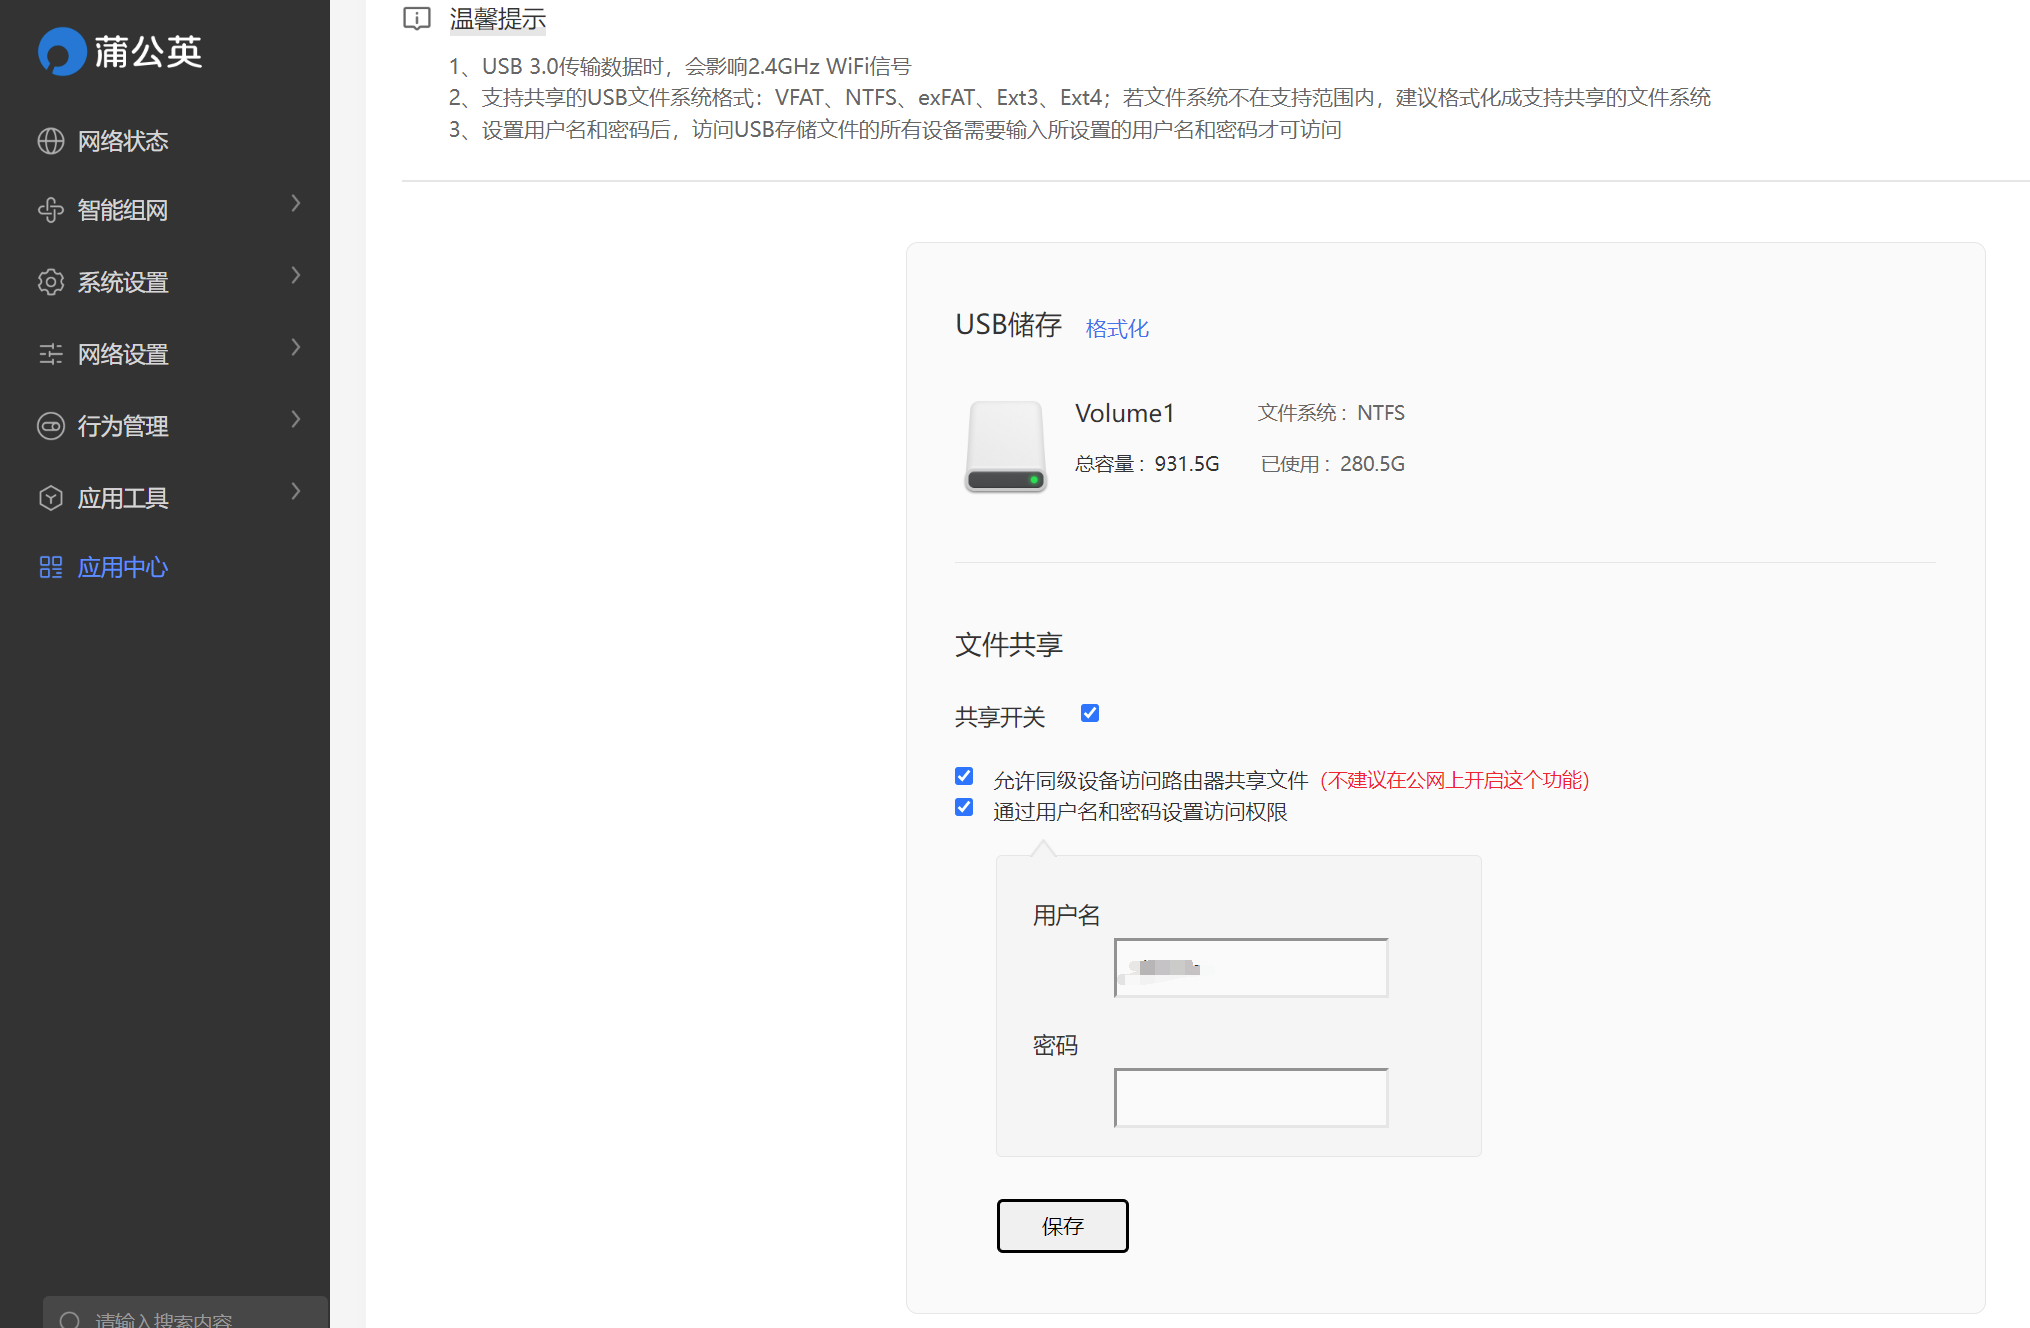 蒲公英
网络状态
智能组网
系统设置
网络设置
行为管理
应用工具
应用中心
请输入搜索内容
温馨提示
1、USB 3.0传输数据时，会影响2.4GHz WiFi信号
2、支持共享的USB文件系统格式：VFAT、NTFS、exFAT、Ext3、Ext4；若文件系统不在支持范围内，建议格式化成支持共享的文件系统
3、设置用户名和密码后，访问USB存储文件的所有设备需要输入所设置的用户名和密码才可访问
USB储存 格式化
Volume1 文件系统：NTFS
总容量：931.5G 已使用：280.5G
文件共享
共享开关
允许同级设备访问路由器共享文件（不建议在公网上开启这个功能）
通过用户名和密码设置访问权限
用户名
密码
保存